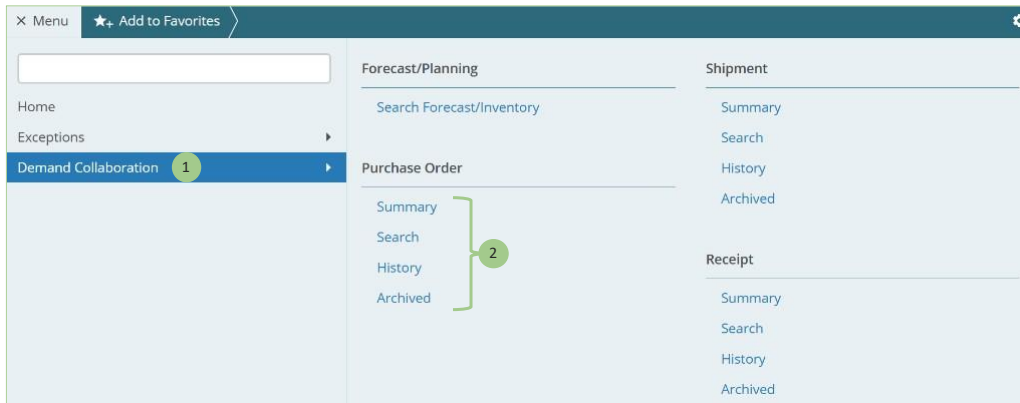 × Menu
Add to Favorites
Home
Exceptions
Demand Collaboration 1
Forecast/Planning
Search Forecast/Inventory
Purchase Order
Summary
Search
History
Archived
2
Shipment
Summary
Search
History
Archived
Receipt
Summary
Search
History
Archived